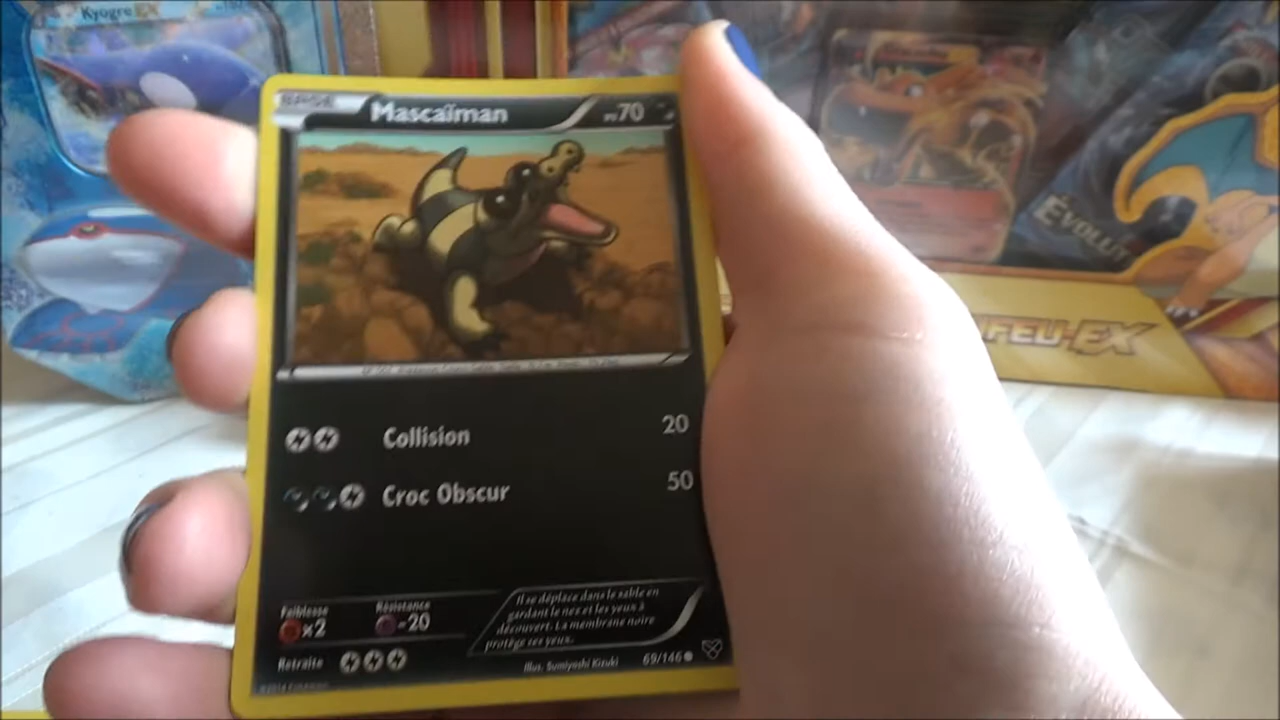 Kyogre EX
BASE
Mascaïman
PV70
Collision
20
Croc Obscur
50
Faiblesse
×2
Résistance
-20
Il se déplace dans le sable en
gardant le nez et les yeux à
découvert. La membrane noire
protège ses yeux.
Retraite
Illus. Sumiyoshi Kizuki
69/146
ÉVOLUT
UFEU-EX